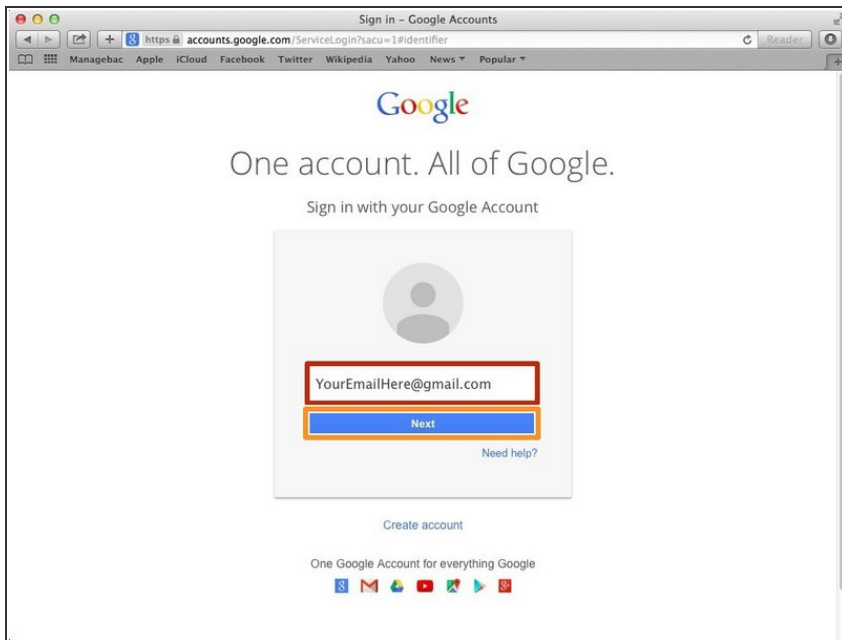 Sign in – Google Accounts
https accounts.google.com/ServiceLogin?sacu=1#identifier
Reader
Managebac Apple iCloud Facebook Twitter Wikipedia Yahoo News Popular
Google
One account. All of Google.
Sign in with your Google Account
YourEmailHere@gmail.com
Next
Need help?
Create account
One Google Account for everything Google